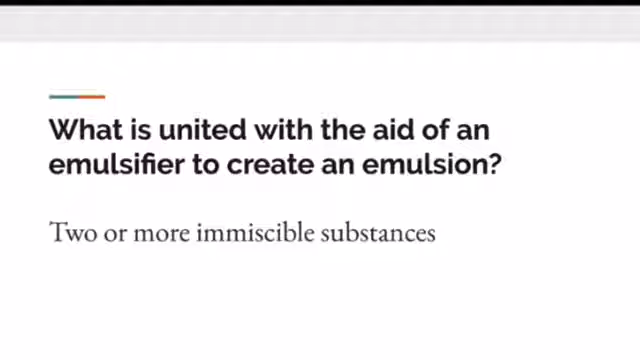 What is united with the aid of an
emulsifier to create an emulsion?
Two or more immiscible substances